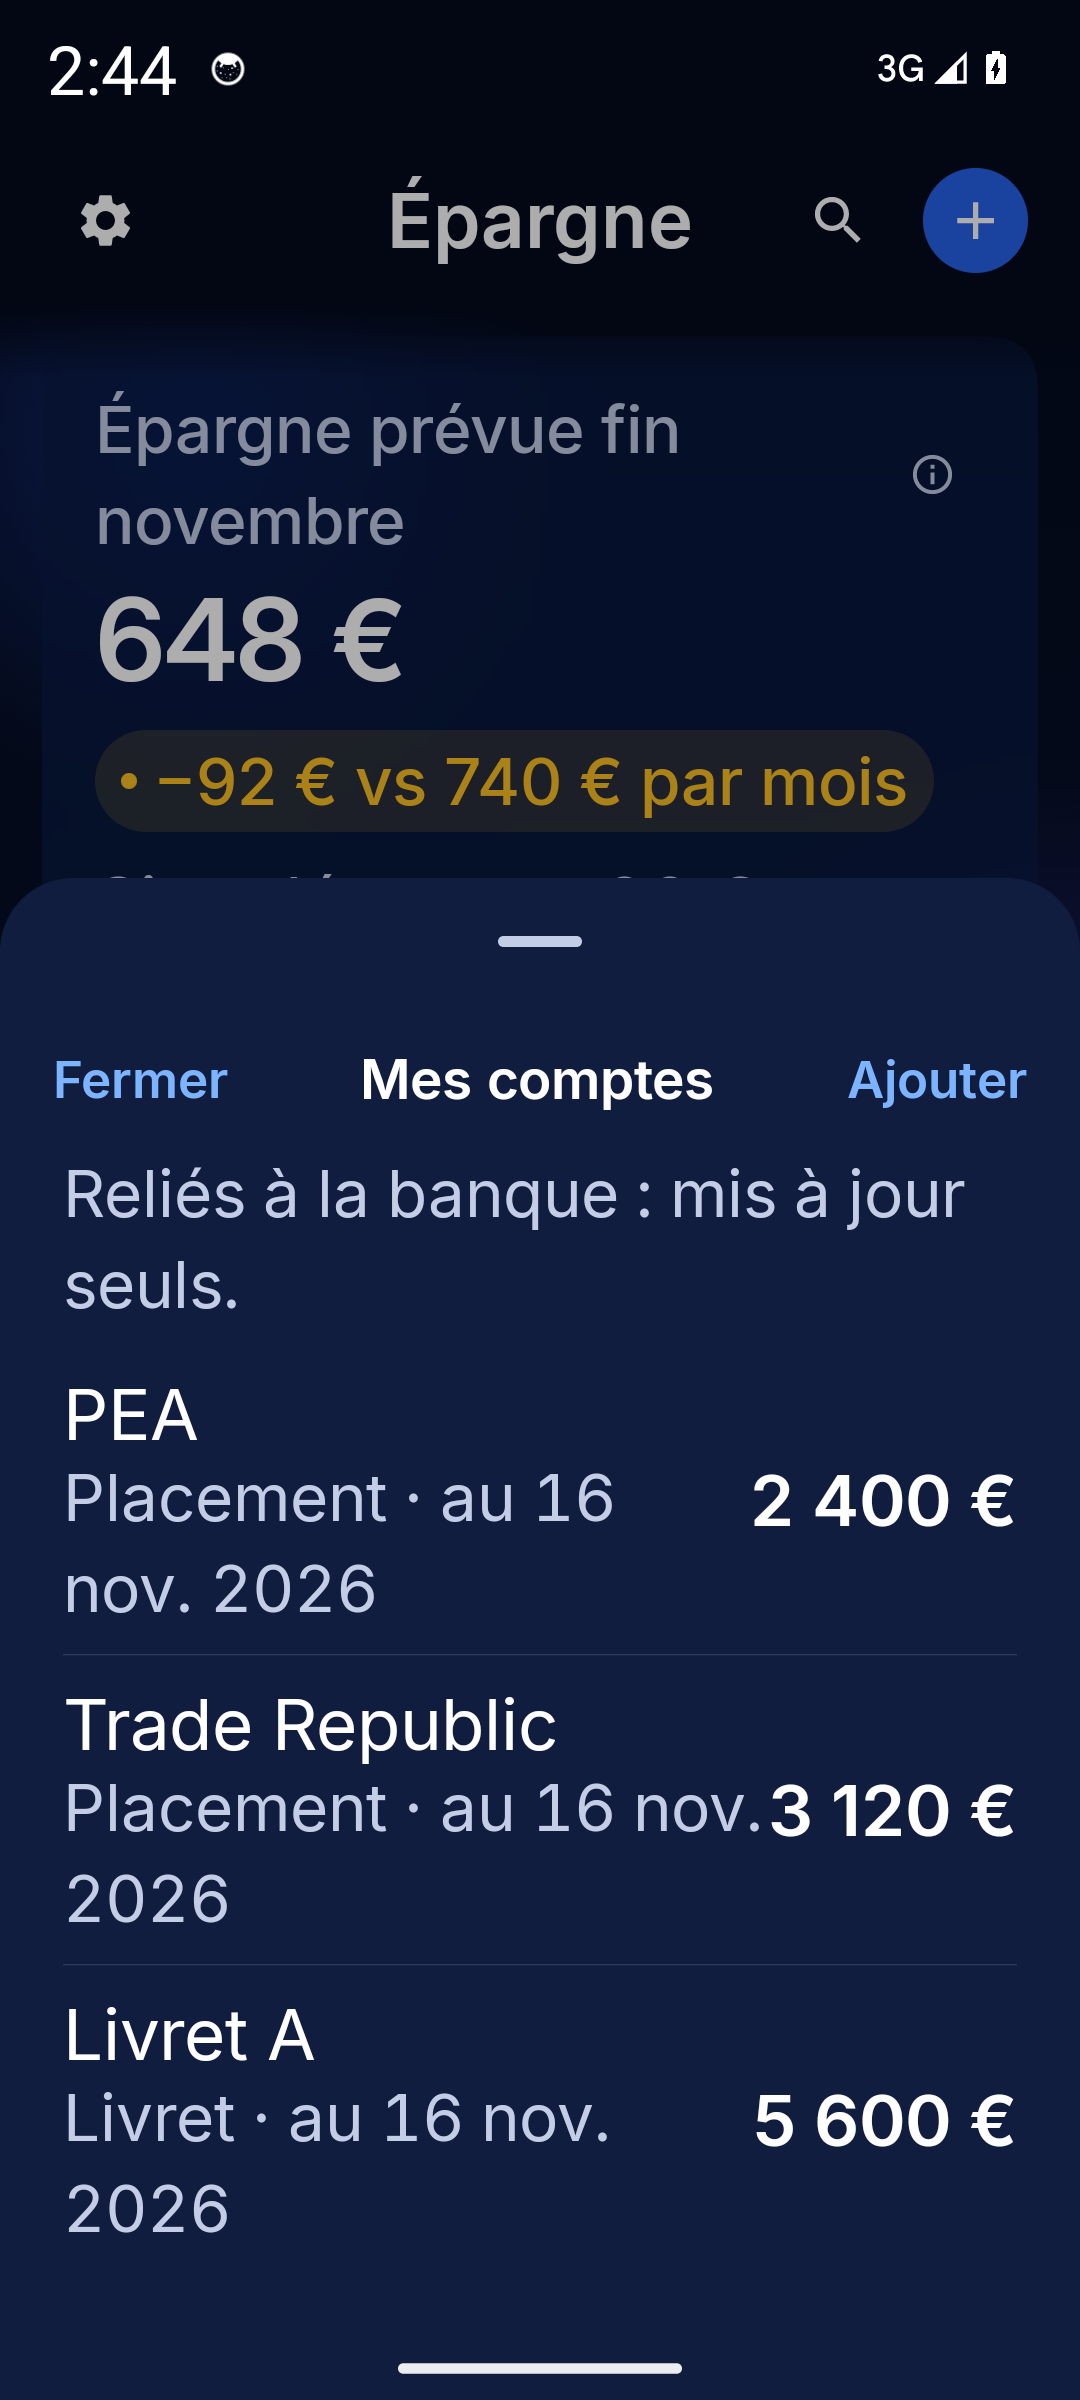 2:44
3G
Épargne
Épargne prévue fin
novembre
648 €
• −92 € vs 740 € par mois
Fermer
Mes comptes
Ajouter
Reliés à la banque : mis à jour
seuls.
PEA
Placement · au 16
nov. 2026
2 400 €
Trade Republic
Placement · au 16 nov.
2026
3 120 €
Livret A
Livret · au 16 nov.
2026
5 600 €